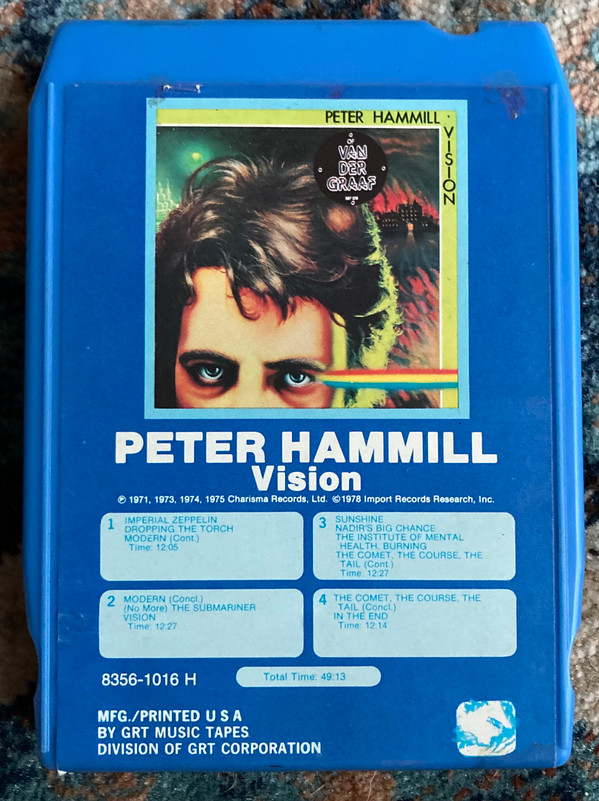 PETER HAMMILL · VISION
OF
VAN
DER
GRAAF
PETER HAMMILL
Vision
℗ 1971, 1973, 1974, 1975 Charisma Records, Ltd. ©1978 Import Records Research, Inc.
1 IMPERIAL ZEPPELIN
DROPPING THE TORCH
MODERN (Cont.)
Time: 12:05
2 MODERN (Concl.)
(No More) THE SUBMARINER
VISION
Time: 12:27
3 SUNSHINE
NADIR'S BIG CHANCE
THE INSTITUTE OF MENTAL
HEALTH, BURNING
THE COMET, THE COURSE, THE
TAIL (Cont.)
Time: 12:27
4 THE COMET, THE COURSE, THE
TAIL (Concl.)
IN THE END
Time: 12:14
8356-1016 H
Total Time: 49:13
MFG./PRINTED U S A
BY GRT MUSIC TAPES
DIVISION OF GRT CORPORATION